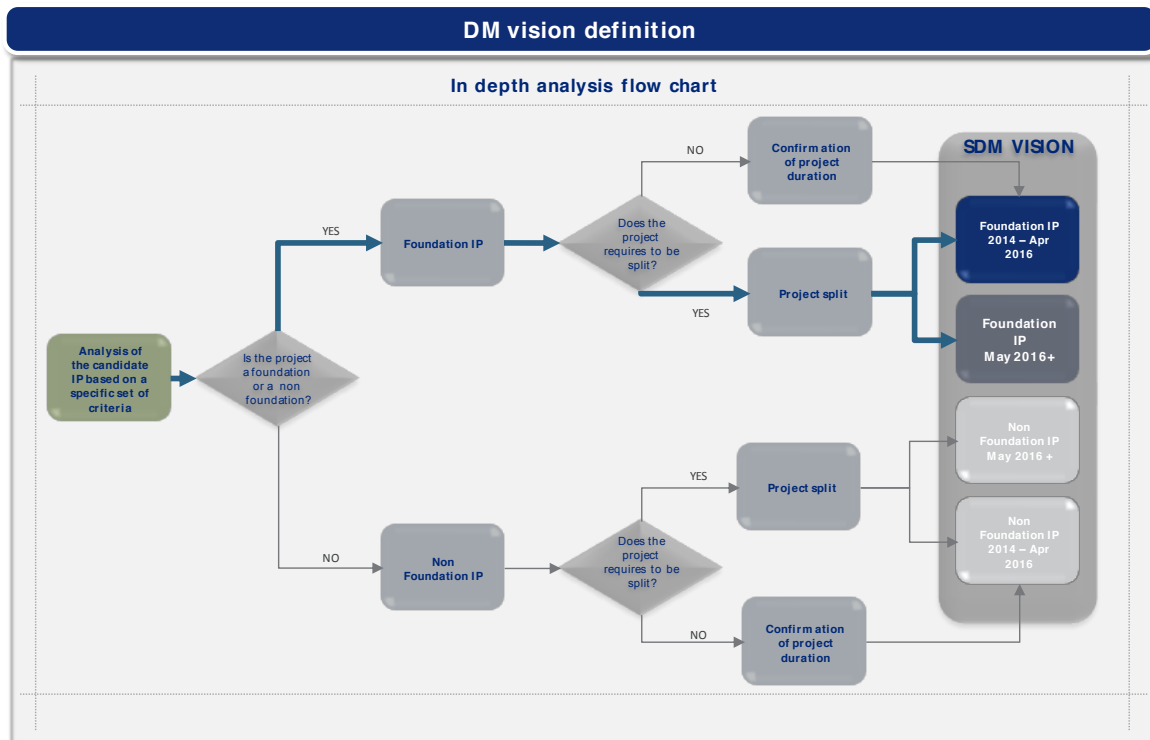 DM vision definition
In depth analysis flow chart
NO
Confirmation
of project
duration
SDM VISION
YES
Foundation IP
Does the
project
requires to be
split?
Foundation IP
2014 – Apr
2016
Project split
YES
Foundation
IP
May 2016+
Analysis of
the candidate
IP based on a
specific set of
criteria
Is the project
a foundation
or a non
foundation?
Non
Foundation IP
May 2016 +
YES
Project split
Non
Foundation IP
2014 – Apr
2016
NO
Non
Foundation IP
Does the
project
requires to be
split?
NO
Confirmation
of project
duration